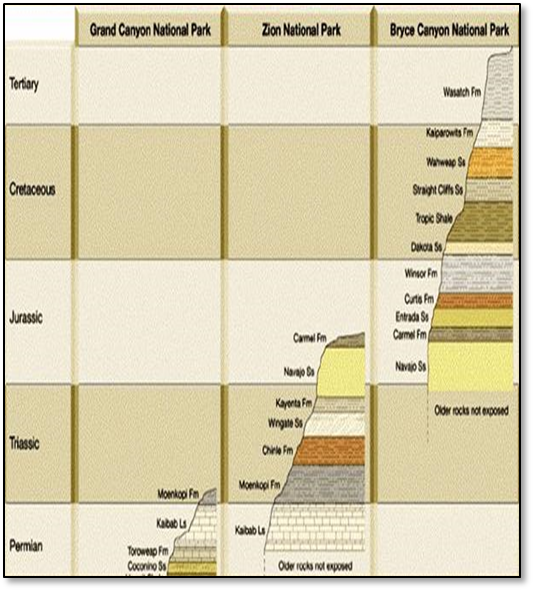 Grand Canyon National Park
Zion National Park
Bryce Canyon National Park
Tertiary
Wasatch Fm
Kaiparowits Fm
Wahweap Ss
Cretaceous
Straight Cliffs Ss
Tropic Shale
Dakota Ss
Winsor Fm
Curtis Fm
Jurassic
Entrada Ss
Carmel Fm
Carmel Fm
Navajo Ss
Navajo Ss
Kayenta Fm
Older rocks not exposed
Wingate Ss
Triassic
Chinle Fm
Moenkopi Fm
Moenkopi Fm
Kaibab Ls
Kaibab Ls
Permian
Toroweap Fm
Coconino Ss
Older rocks not exposed